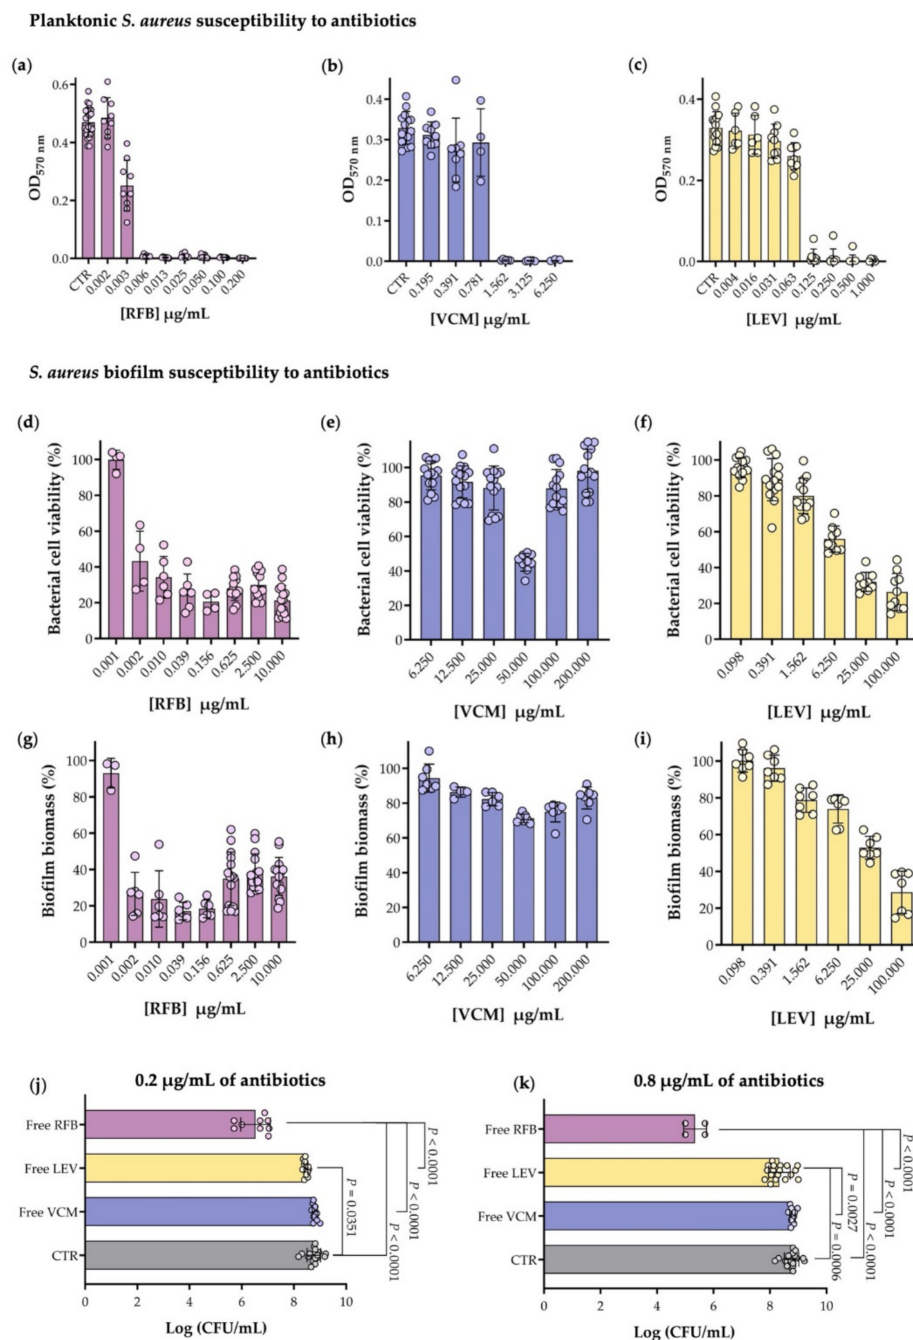 Planktonic S. aureus susceptibility to antibiotics
(a)
(b)
(c)
OD570 nm
0.6
0.4
0.2
0.0
CTR 0.002 0.003 0.006 0.013 0.025 0.050 0.100 0.200
[RFB] µg/mL
OD570 nm
0.4
0.3
0.2
0.1
0.0
CTR 0.195 0.391 0.781 1.562 3.125 6.250
[VCM] µg/mL
OD570 nm
0.4
0.2
0.0
CTR 0.004 0.016 0.031 0.063 0.125 0.250 0.500 1.000
[LEV] µg/mL
S. aureus biofilm susceptibility to antibiotics
(d)
(e)
(f)
Bacterial cell viability (%)
100
80
60
40
20
0
0.001 0.002 0.010 0.039 0.156 0.625 2.500 10.000
[RFB] µg/mL
Bacterial cell viability (%)
100
80
60
40
20
0
6.250 12.500 25.000 50.000 100.000 200.000
[VCM] µg/mL
Bacterial cell viability (%)
100
80
60
40
20
0
0.098 0.391 1.562 6.250 25.000 100.000
[LEV] µg/mL
(g)
(h)
(i)
Biofilm biomass (%)
100
80
60
40
20
0
0.001 0.002 0.010 0.039 0.156 0.625 2.500 10.000
[RFB] µg/mL
Biofilm biomass (%)
100
80
60
40
20
0
6.250 12.500 25.000 50.000 100.000 200.000
[VCM] µg/mL
Biofilm biomass (%)
100
80
60
40
20
0
0.098 0.391 1.562 6.250 25.000 100.000
[LEV] µg/mL
(j)
0.2 µg/mL of antibiotics
Free RFB
Free LEV
Free VCM
CTR
P = 0.0351
P < 0.0001
P < 0.0001
P < 0.0001
0 2 4 6 8 10
Log (CFU/mL)
(k)
0.8 µg/mL of antibiotics
Free RFB
Free LEV
Free VCM
CTR
P = 0.0027
P = 0.0006
P < 0.0001
P < 0.0001
P < 0.0001
0 2 4 6 8 10
Log (CFU/mL)